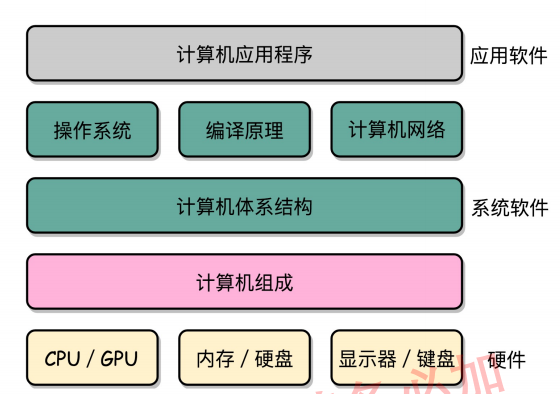 计算机应用程序 应用软件
操作系统 编译原理 计算机网络
计算机体系结构 系统软件
计算机组成
CPU / GPU 内存 / 硬盘 显示器 / 键盘 硬件
必加